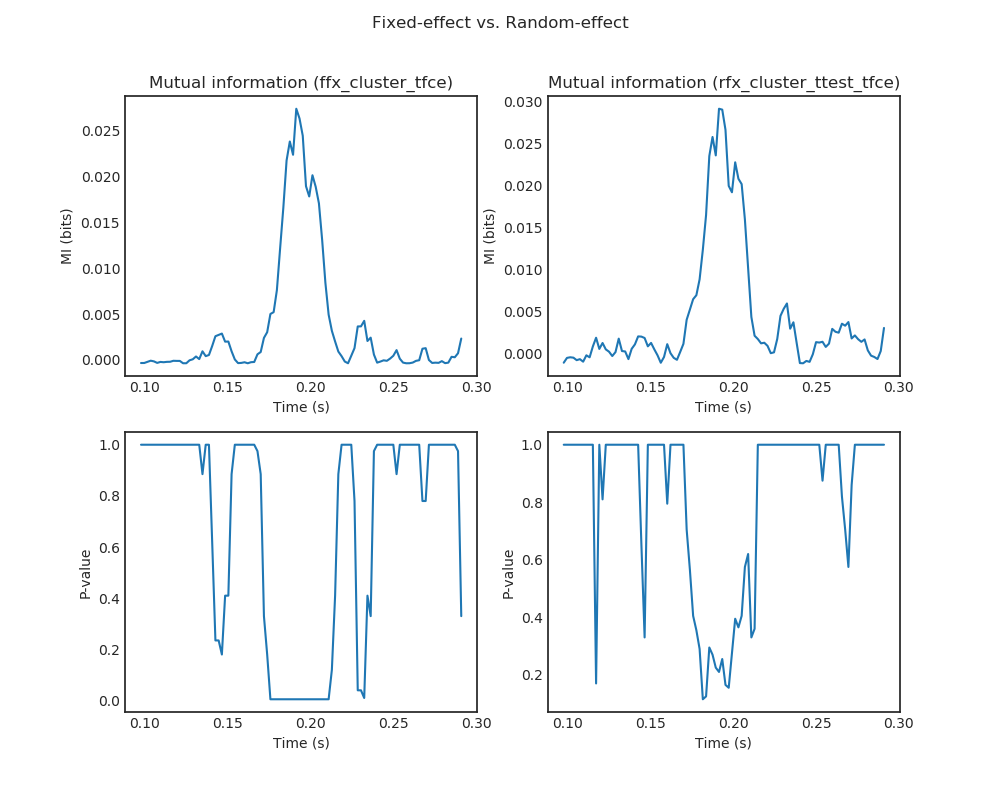 Fixed-effect vs. Random-effect
Mutual information (ffx_cluster_tfce)
MI (bits)
0.025
0.020
0.015
0.010
0.005
0.000
0.10 0.15 0.20 0.25 0.30
Time (s)
Mutual information (rfx_cluster_ttest_tfce)
MI (bits)
0.030
0.025
0.020
0.015
0.010
0.005
0.000
0.10 0.15 0.20 0.25 0.30
Time (s)
P-value
1.0
0.8
0.6
0.4
0.2
0.0
0.10 0.15 0.20 0.25 0.30
Time (s)
P-value
1.0
0.8
0.6
0.4
0.2
0.10 0.15 0.20 0.25 0.30
Time (s)